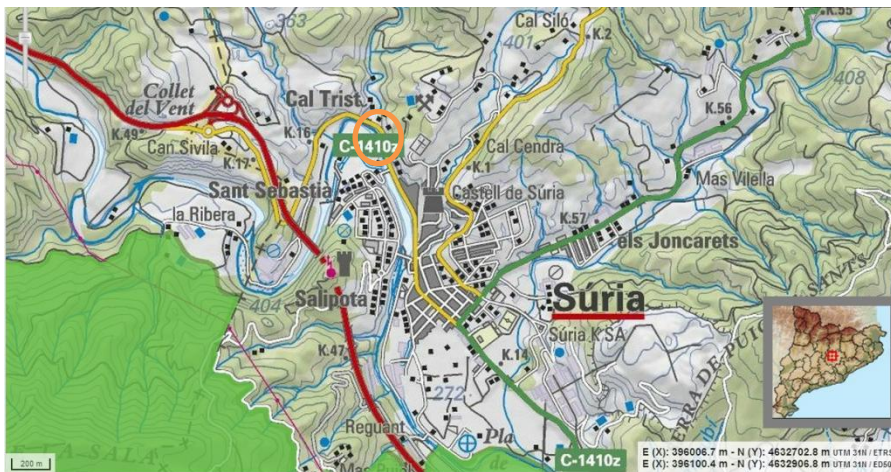 363
Cal Siló
K.55
401
K.2
Collet
del Vent
Cal Trist
408
K.56
K.49
K.16
C-1410z
Cal Cendra
Can Sivila
K.17
K.1
Sant Sebastià
Castell de Súria
Mas Vilella
la Ribera
K.57
els Joncarets
404
Salipota
Súria
Súria K SA
K.47
K.14
272
Reguant
Pla
de
C-1410z
200 m
E (X): 396006.7 m - N (Y): 4632702.8 m UTM 31N / ETR
E (X): 396100.4 m - N (Y): 4632906.8 m UTM 31N / ED50